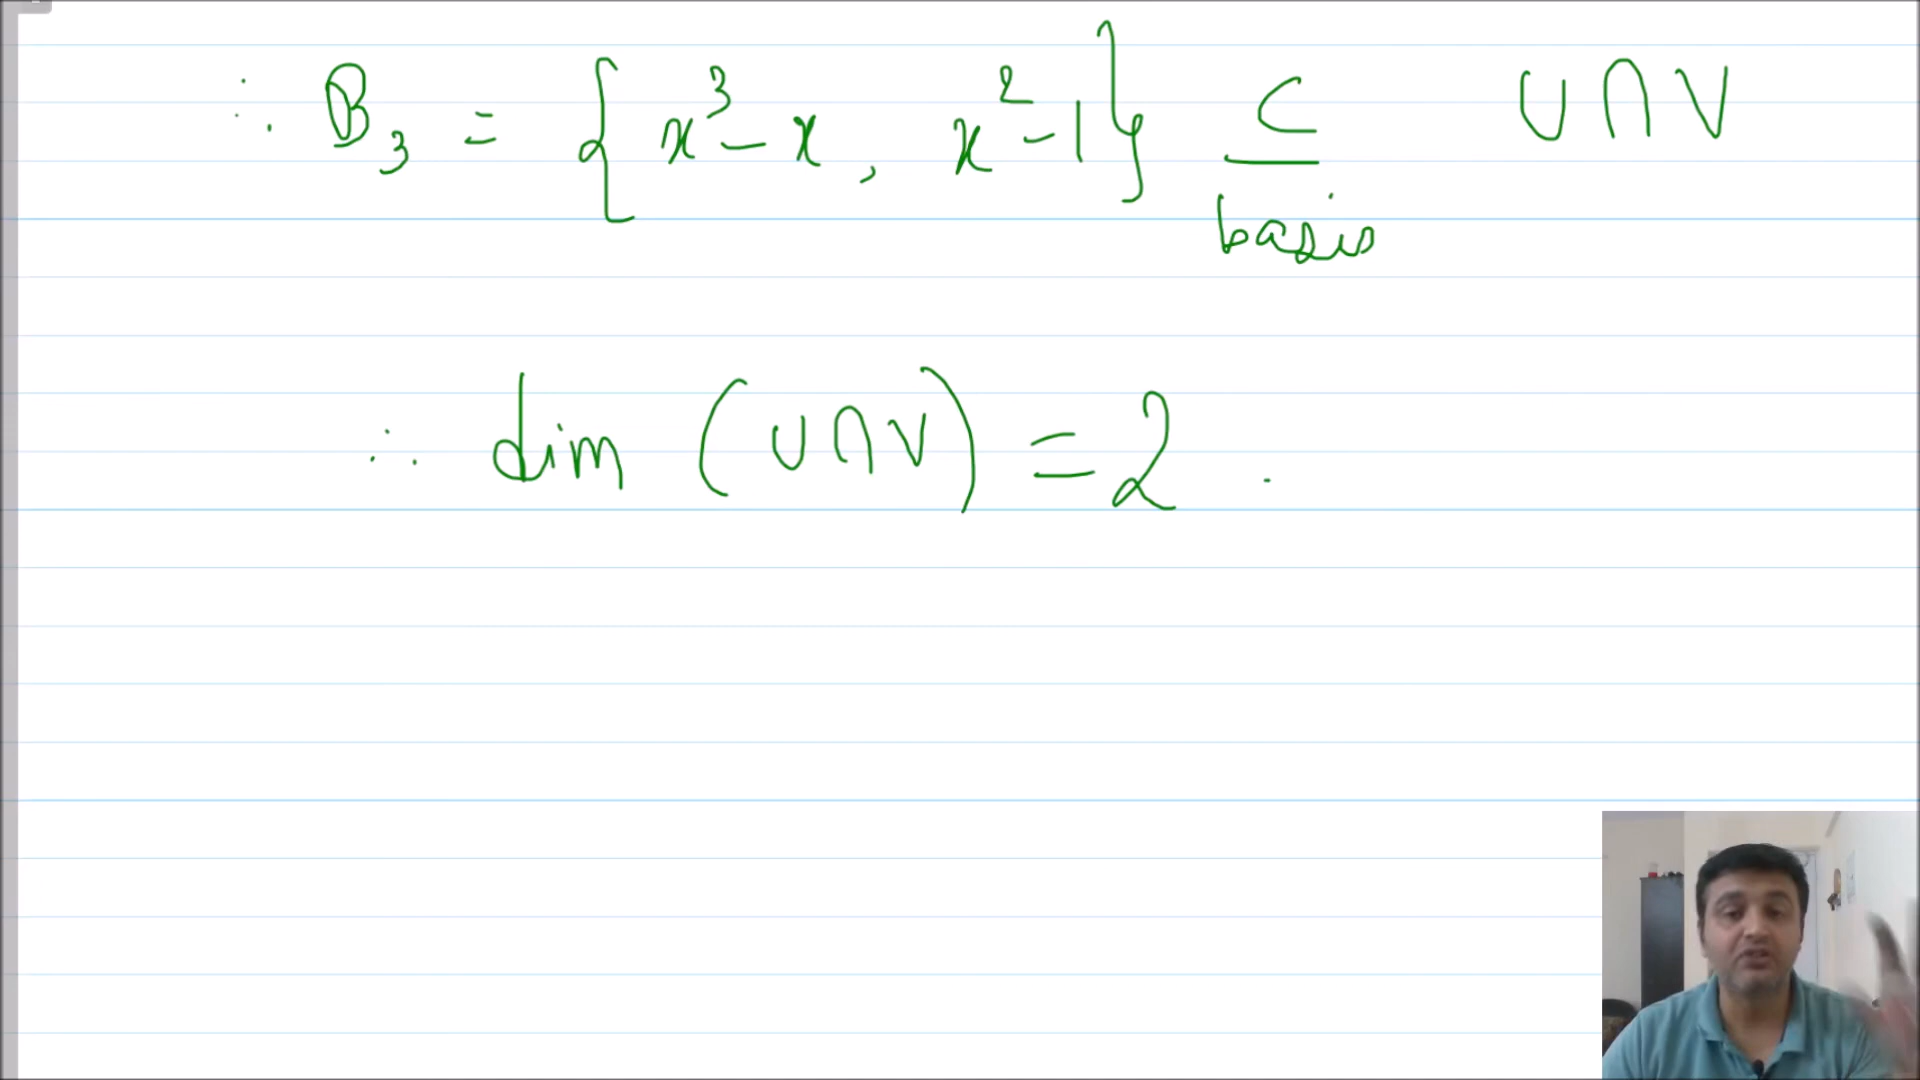 ∴ B₃ = { x³ - x , x² - 1 } ⊆ U ∩ V
basis
∴ dim (U ∩ V) = 2 .